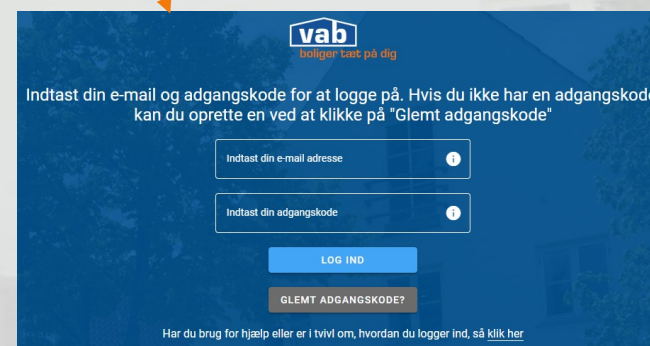 vab
boliger tæt på dig
Indtast din e-mail og adgangskode for at logge på. Hvis du ikke har en adgangskode
kan du oprette en ved at klikke på "Glemt adgangskode"
Indtast din e-mail adresse
Indtast din adgangskode
LOG IND
GLEMT ADGANGSKODE?
Har du brug for hjælp eller er i tvivl om, hvordan du logger ind, så klik her